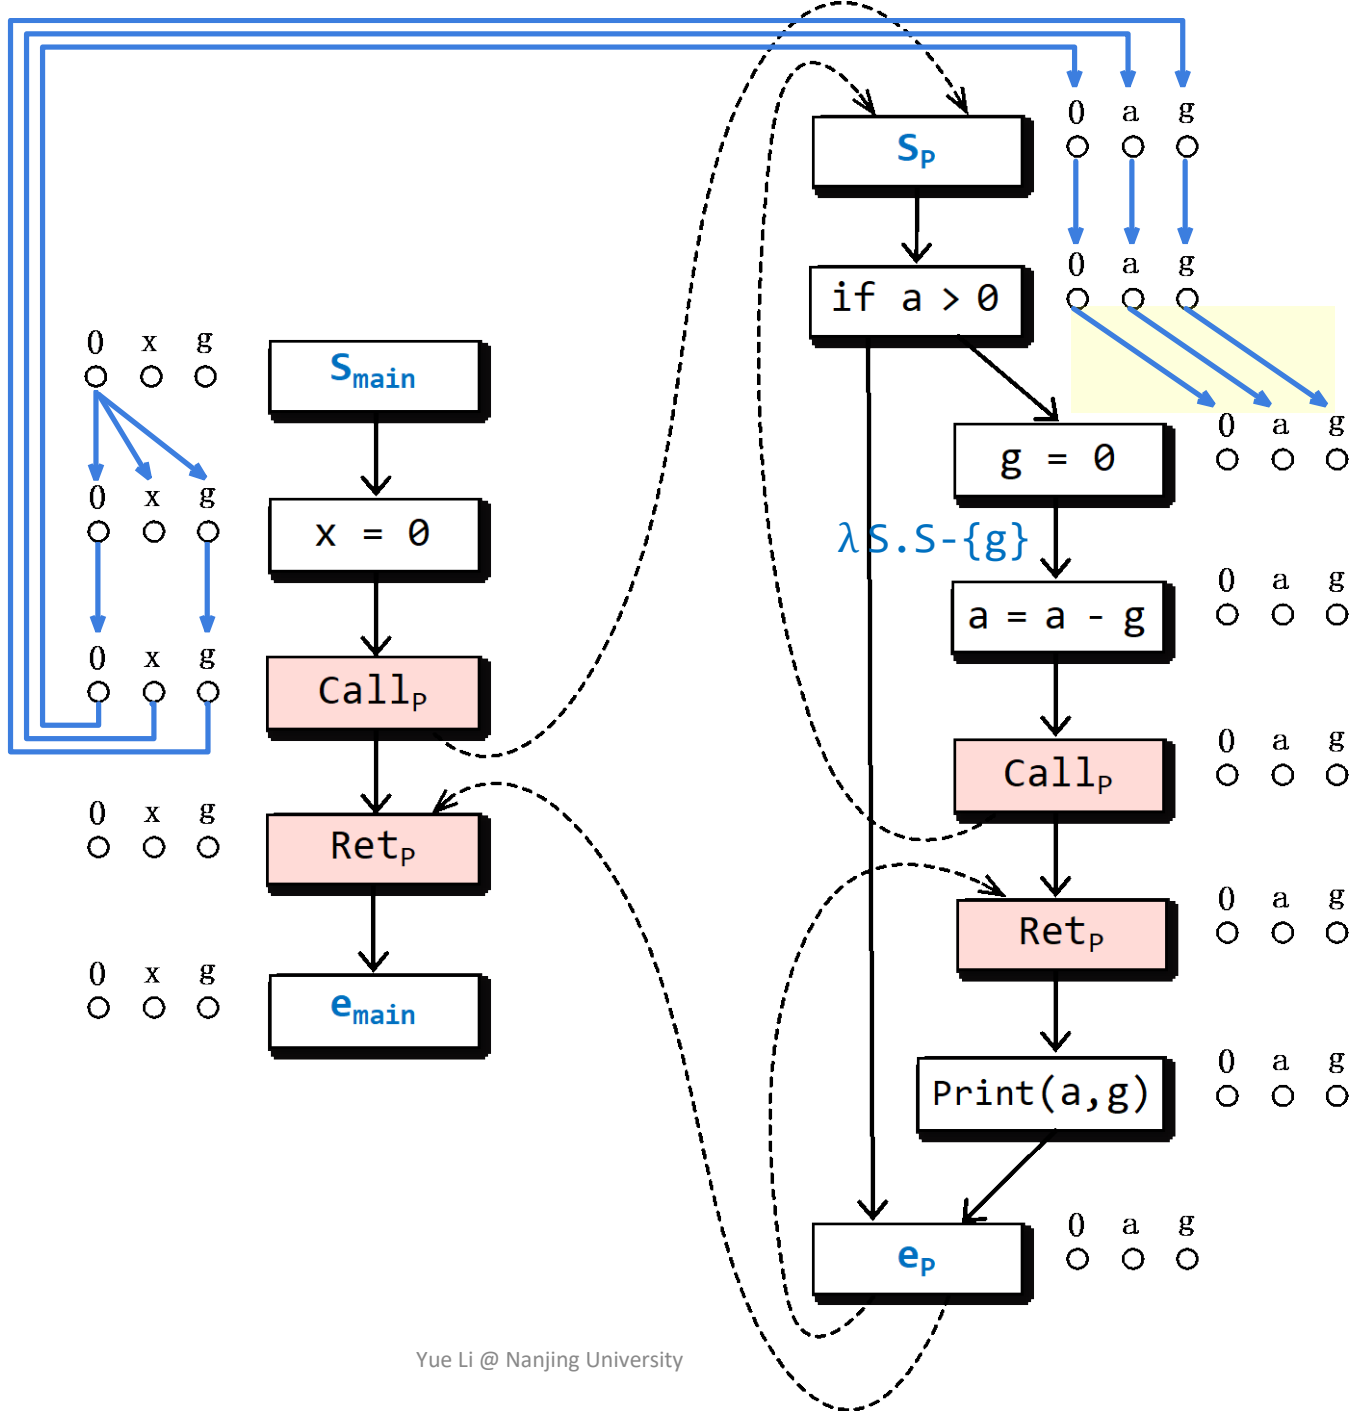 0 a g
S_P
0 a g
if a > 0
0 x g
S_main
0 a g
g = 0
0 x g
x = 0
λ S.S-{g}
0 a g
a = a - g
0 x g
Call_P
0 a g
Call_P
0 x g
Ret_P
0 a g
Ret_P
0 x g
e_main
0 a g
Print(a,g)
0 a g
e_P
Yue Li @ Nanjing University